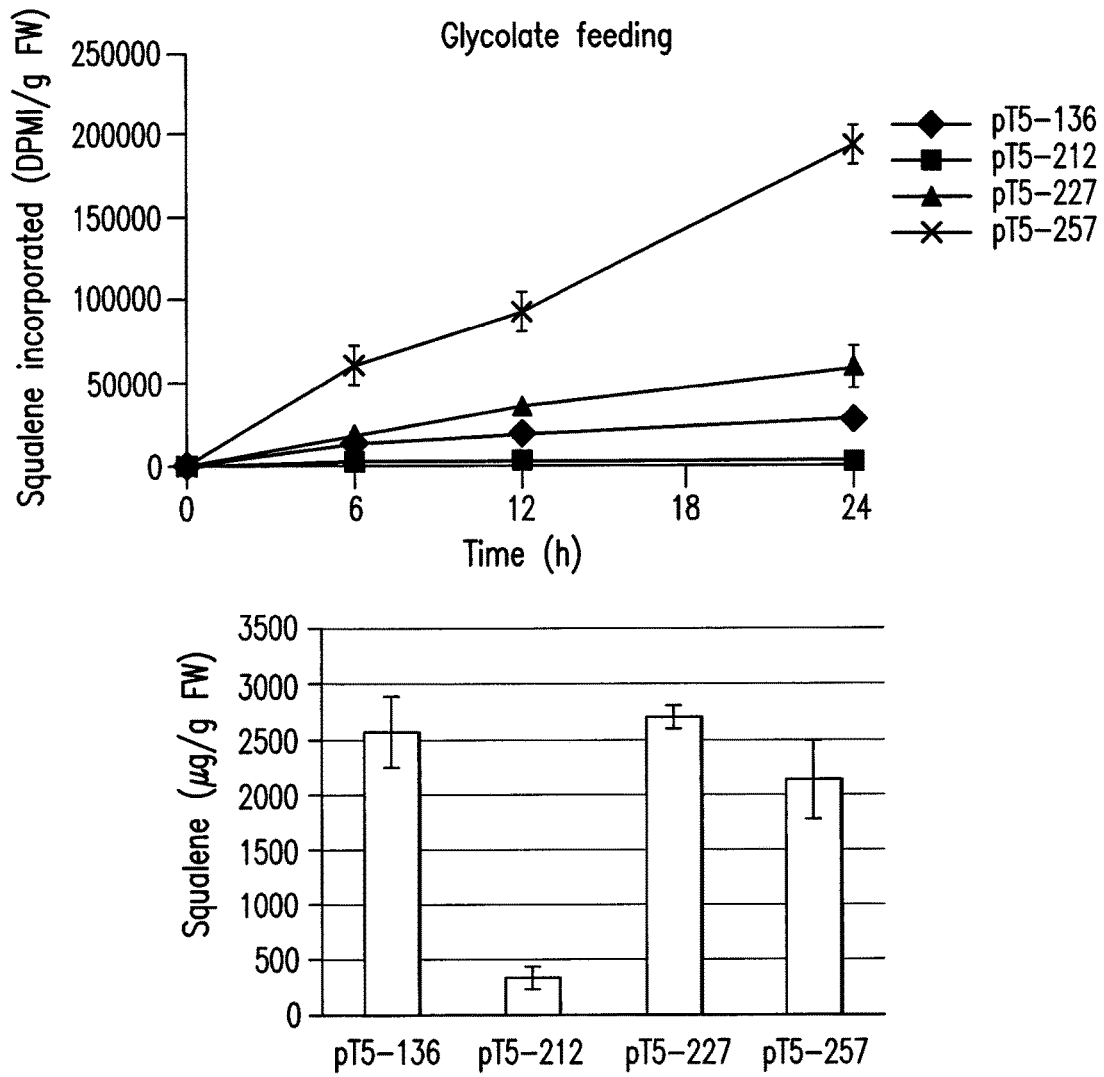 Glycolate feeding
Squalene incorporated (DPMI/g FW)
250000
200000
150000
100000
50000
0
0 6 12 18 24
Time (h)
pT5-136
pT5-212
pT5-227
pT5-257
Squalene (µg/g FW)
3500
3000
2500
2000
1500
1000
500
0
pT5-136 pT5-212 pT5-227 pT5-257